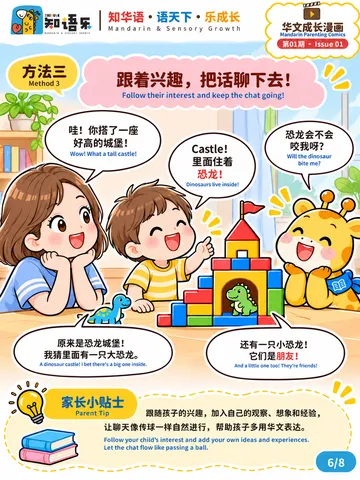 知语乐
知华语·语天下·乐成长
Mandarin & Sensory Growth
华文成长漫画
Mandarin Parenting Comics
第01期 · Issue 01
方法三
Method 3
跟着兴趣，把话聊下去！
Follow their interest and keep the chat going!
哇！你搭了一座
好高的城堡！
Wow! What a tall castle!
Castle!
里面住着
恐龙！
Dinosaurs live inside!
恐龙会不会
咬我呀？
Will the dinosaur
bite me?
原来是恐龙城堡！
我猜里面有一只大恐龙。
A dinosaur castle! I bet there's a big one inside.
还有一只小恐龙！
它们是朋友！
And a little one too! They're friends!
家长小贴士
Parent Tip
跟随孩子的兴趣，加入自己的观察、想象和经验，
让聊天像传球一样自然进行，帮助孩子多用华文表达。
Follow your child's interest and add your own ideas and experiences.
Let the chat flow like passing a ball.
6/8